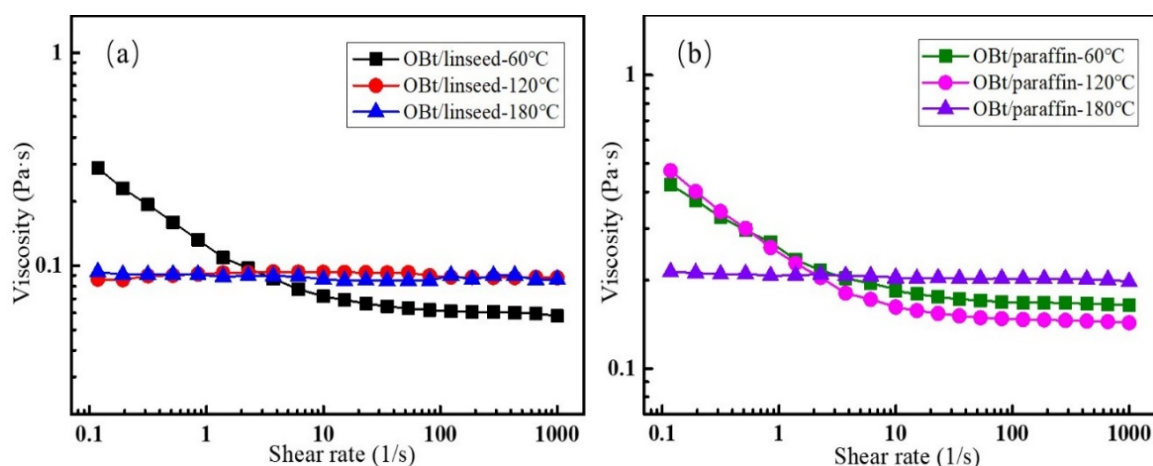 (a)
OBt/linseed-60℃
OBt/linseed-120℃
OBt/linseed-180℃
Viscosity (Pa·s)
1
0.1
0.1
1
10
100
1000
Shear rate (1/s)
(b)
OBt/paraffin-60℃
OBt/paraffin-120℃
OBt/paraffin-180℃
Viscosity (Pa·s)
1
0.1
0.1
1
10
100
1000
Shear rate (1/s)